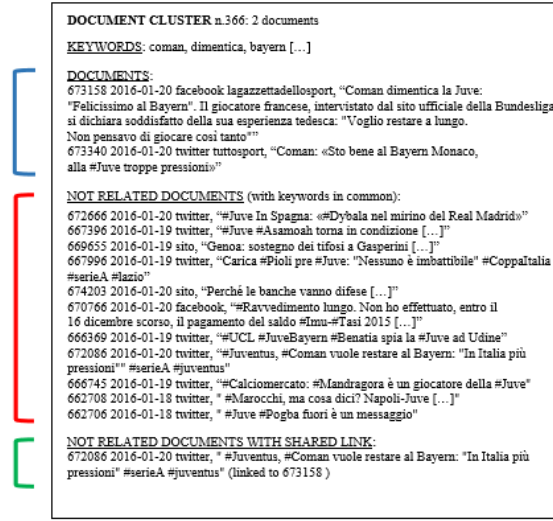 DOCUMENT CLUSTER n.366: 2 documents
KEYWORDS: coman, dimentica, bayern […]
DOCUMENTS:
673158 2016-01-20 facebook lagazzettadellosport, “Coman dimentica la Juve:
"Felicissimo al Bayern". Il giocatore francese, intervistato dal sito ufficiale della Bundesliga
si dichiara soddisfatto della sua esperienza tedesca: "Voglio restare a lungo.
Non pensavo di giocare così tanto"”
673340 2016-01-20 twitter tuttosport, “Coman: «Sto bene al Bayern Monaco,
alla #Juve troppe pressioni»”
NOT RELATED DOCUMENTS (with keywords in common):
672666 2016-01-20 twitter, “#Juve In Spagna: «#Dybala nel mirino del Real Madrid»”
667396 2016-01-19 twitter, “#Juve #Asamoah torna in condizione […]”
669655 2016-01-19 sito, “Genoa: sostegno dei tifosi a Gasperini […]”
667996 2016-01-19 twitter, “Carica #Pioli pre #Juve: "Nessuno è imbattibile" #CoppaItalia
#serieA #lazio”
674203 2016-01-20 sito, “Perché le banche vanno difese […]”
670766 2016-01-20 facebook, “#Ravvedimento lungo. Non ho effettuato, entro il
16 dicembre scorso, il pagamento del saldo #Imu-#Tasi 2015 […]”
666369 2016-01-19 twitter, “#UCL #JuveBayern #Benatia spia la #Juve ad Udine”
672086 2016-01-20 twitter, “#Juventus, #Coman vuole restare al Bayern: "In Italia più
pressioni"" #serieA #juventus"
666745 2016-01-19 twitter, “#Calciomercato: #Mandragora è un giocatore della #Juve"
662708 2016-01-18 twitter, " #Marocchi, ma cosa dici? Napoli-Juve […]"
662706 2016-01-18 twitter, " #Juve #Pogba fuori è un messaggio"
NOT RELATED DOCUMENTS WITH SHARED LINK:
672086 2016-01-20 twitter, " #Juventus, #Coman vuole restare al Bayern: "In Italia più
pressioni" #serieA #juventus" (linked to 673158 )